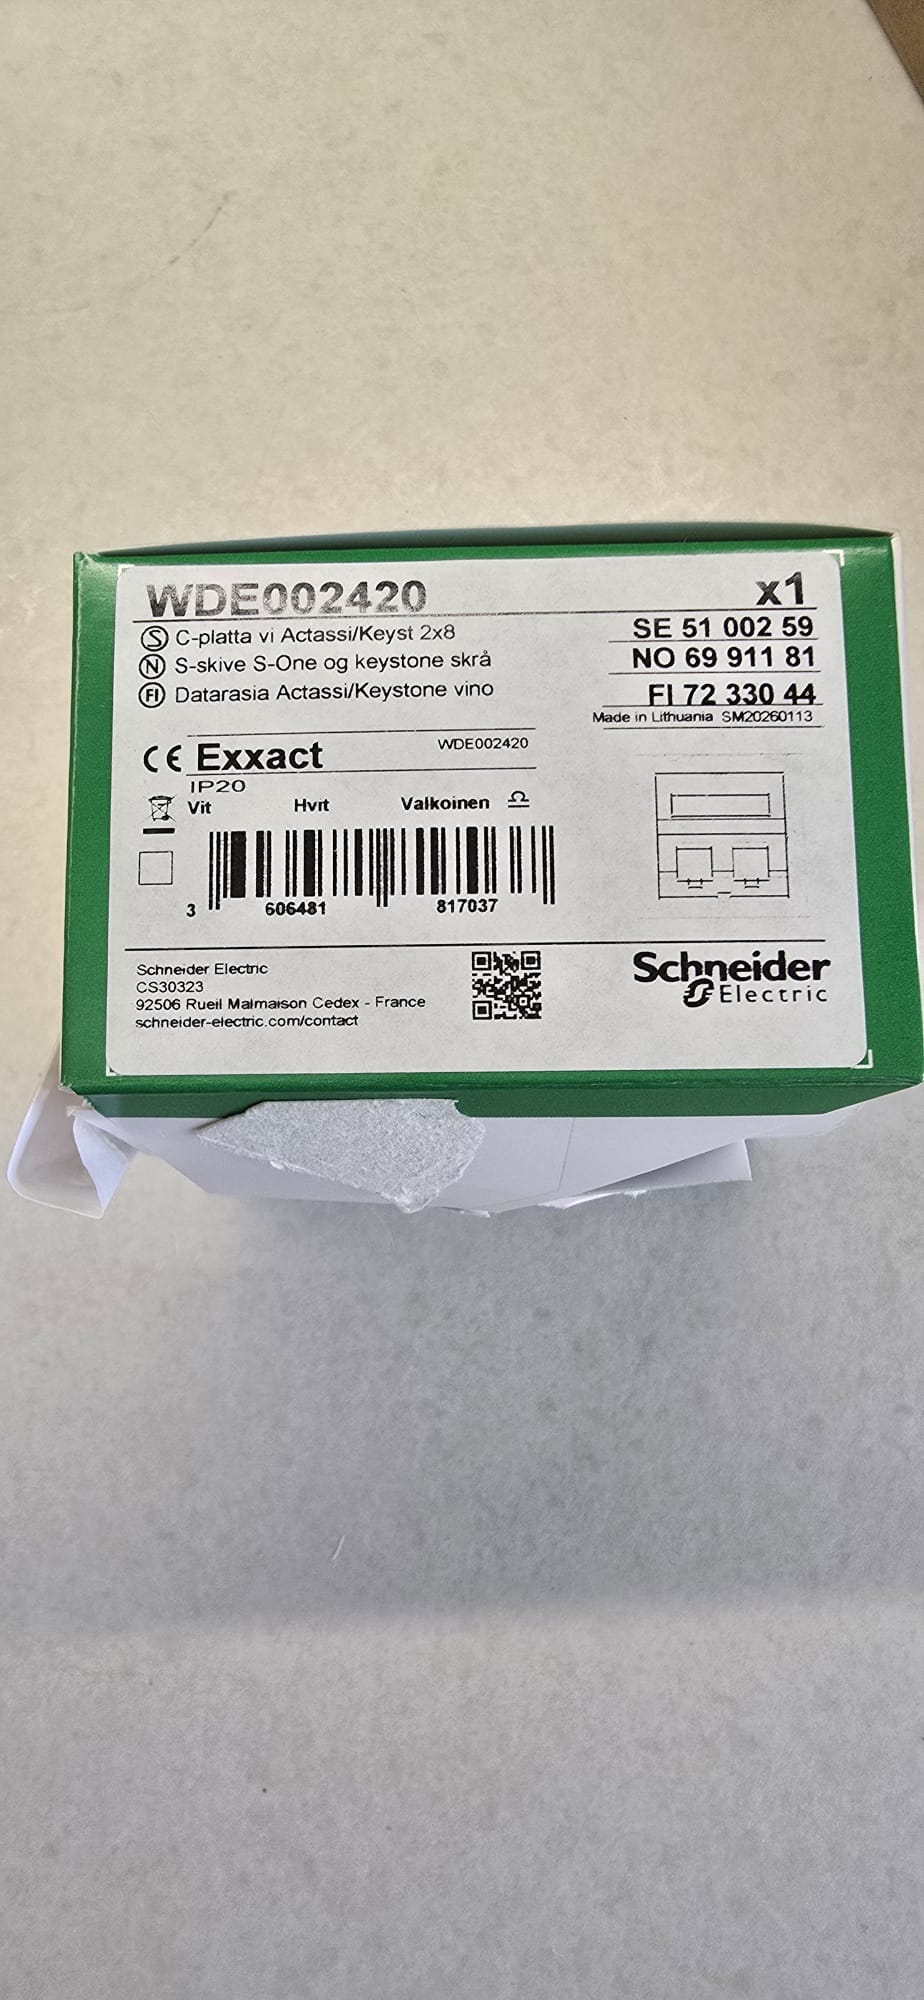 WDE002420 x1
S C-platta vi Actassi/Keyst 2x8 SE 51 002 59
N S-skive S-One og keystone skrå NO 69 911 81
FI Datarasia Actassi/Keystone vino FI 72 330 44
Made in Lithuania SM20260113
CE Exxact WDE002420
IP20
Vit Hvit Valkoinen
3 606481 817037
Schneider Electric
CS30323
92506 Rueil Malmaison Cedex - France
schneider-electric.com/contact
Schneider
Electric